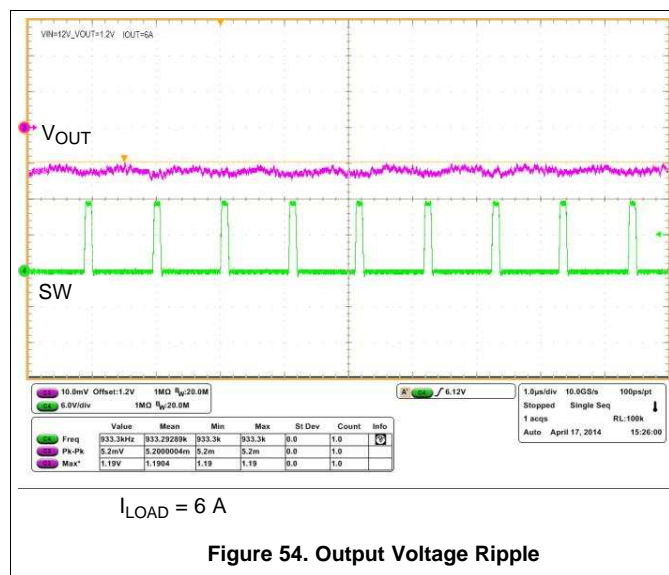 VIN=12V_VOUT=1.2V IOUT=6A
VOUT
SW
10.0mV Offset:1.2V 1MΩ BW:20.0M
6.0V/div 1MΩ BW:20.0M
A' C4 ∫ 6.12V
1.0µs/div 10.0GS/s 100ps/pt
Stopped Single Seq
1 acqs RL:100k
Auto April 17, 2014 15:26:00
Value Mean Min Max St Dev Count Info
C4 Freq 933.3kHz 933.29289k 933.3k 933.3k 0.0 1.0
C3 Pk-Pk 5.2mV 5.2000004m 5.2m 5.2m 0.0 1.0
C3 Max* 1.19V 1.1904 1.19 1.19 0.0 1.0
ILOAD = 6 A
Figure 54. Output Voltage Ripple